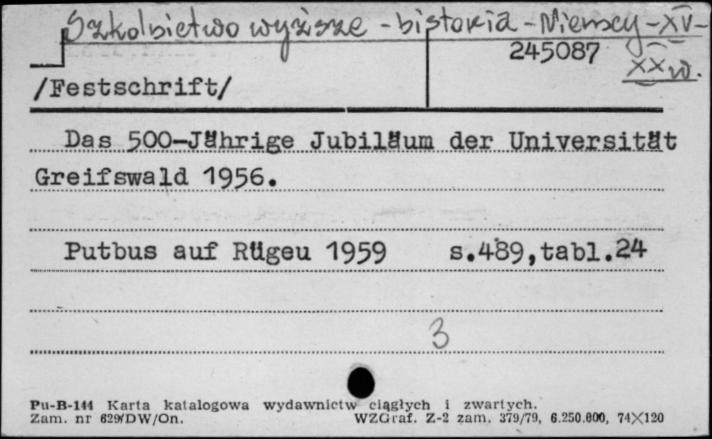 Szkolnictwo wyższe - historia - Niemcy - XV-
245087 XX w.
/Festschrift/
Das 500-Jährige Jubiläum der Universität
Greifswald 1956.
Putbus auf Rügeu 1959 s.489,tabl.24
3
Pu-B-144 Karta katalogowa wydawnictw ciągłych i zwartych.
Zam. nr 629/DW/On. WZGraf. Z-2 zam. 379/79, 6.250.000, 74X120